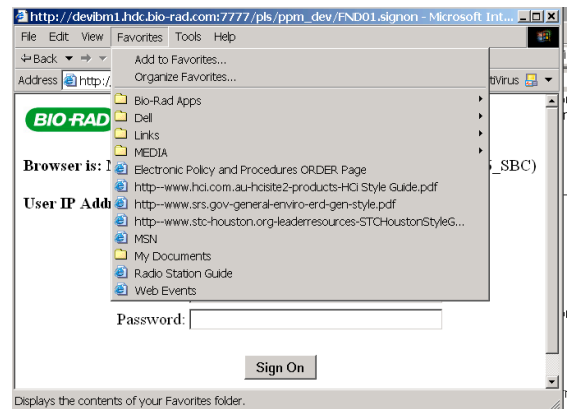 http://devibm1.hdc.bio-rad.com:7777/pls/ppm_dev/FND01.signon - Microsoft Int...
File Edit View Favorites Tools Help
Back
Add to Favorites...
Address http:/
Organize Favorites...
tiVirus
Bio-Rad Apps
BIO-RAD
Dell
Links
MEDIA
Browser is:
Electronic Policy and Procedures ORDER Page
5_SBC)
http--www.hci.com.au-hcisite2-products-HCi Style Guide.pdf
User IP Addr
http--www.srs.gov-general-enviro-erd-gen-style.pdf
http--www.stc-houston.org-leaderresources-STCHoustonStyleG...
MSN
My Documents
Radio Station Guide
Web Events
Password:
Sign On
Displays the contents of your Favorites folder.